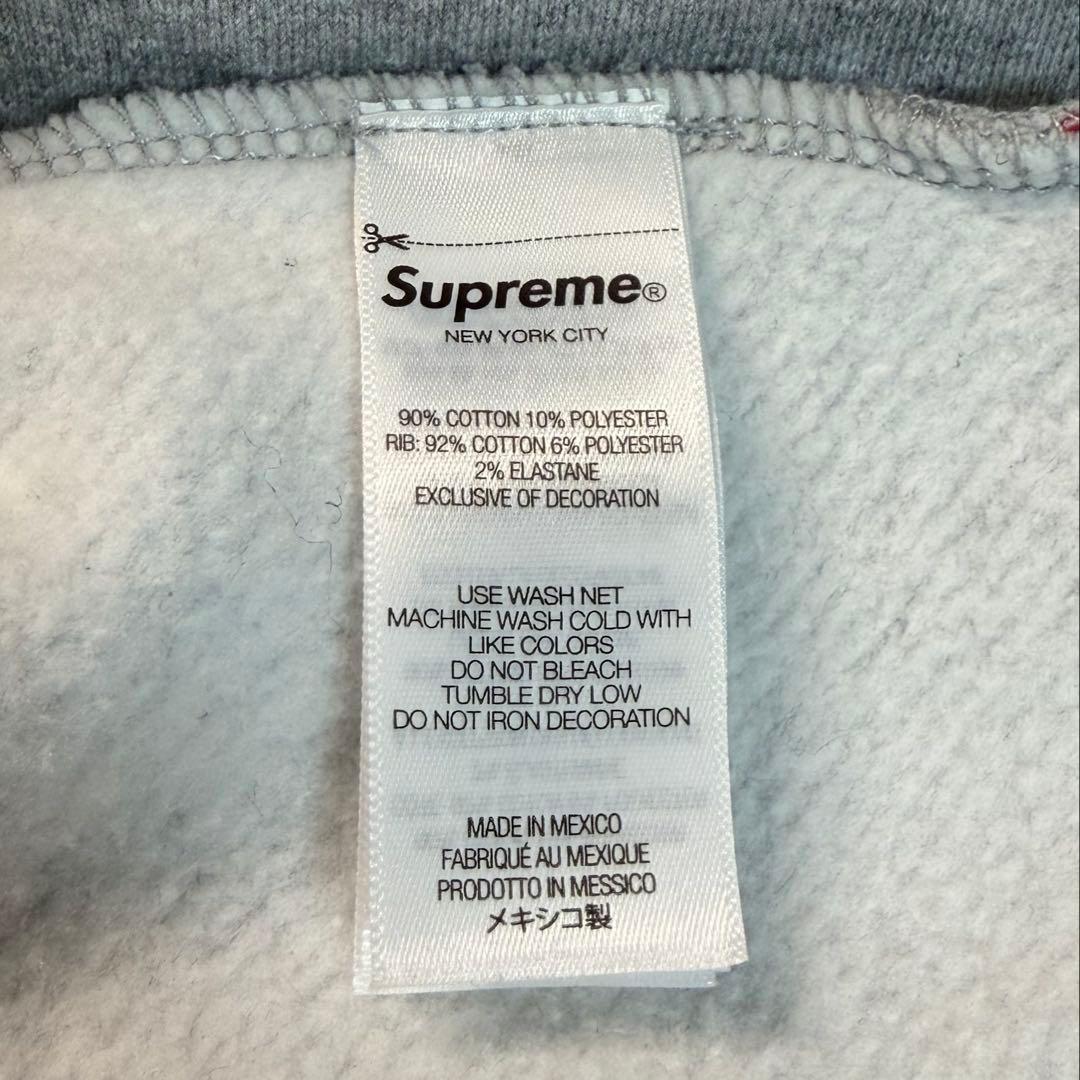 Supreme®
NEW YORK CITY
90% COTTON 10% POLYESTER
RIB: 92% COTTON 6% POLYESTER
2% ELASTANE
EXCLUSIVE OF DECORATION
USE WASH NET
MACHINE WASH COLD WITH
LIKE COLORS
DO NOT BLEACH
TUMBLE DRY LOW
DO NOT IRON DECORATION
MADE IN MEXICO
FABRIQUÉ AU MEXIQUE
PRODOTTO IN MESSICO
メキシコ製